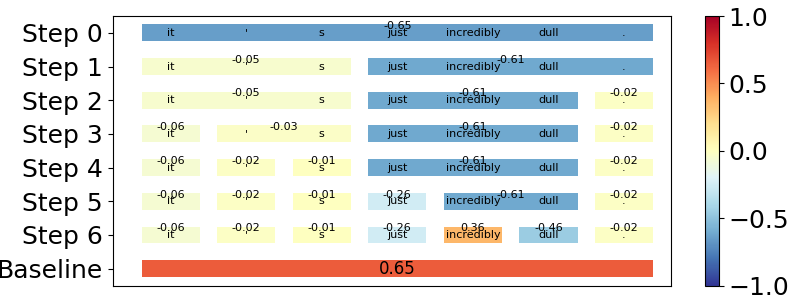 Step 0 -0.65 it ' s just incredibly dull .
Step 1 -0.05 -0.61 it ' s just incredibly dull .
Step 2 -0.05 -0.61 -0.02 it ' s just incredibly dull .
Step 3 -0.06 -0.03 -0.61 -0.02 it ' s just incredibly dull .
Step 4 -0.06 -0.02 -0.01 -0.61 -0.02 it ' s just incredibly dull .
Step 5 -0.06 -0.02 -0.01 -0.26 -0.61 -0.02 it ' s just incredibly dull .
Step 6 -0.06 -0.02 -0.01 -0.26 0.36 -0.46 -0.02 it ' s just incredibly dull .
Baseline 0.65
1.0
0.5
0.0
−0.5
−1.0